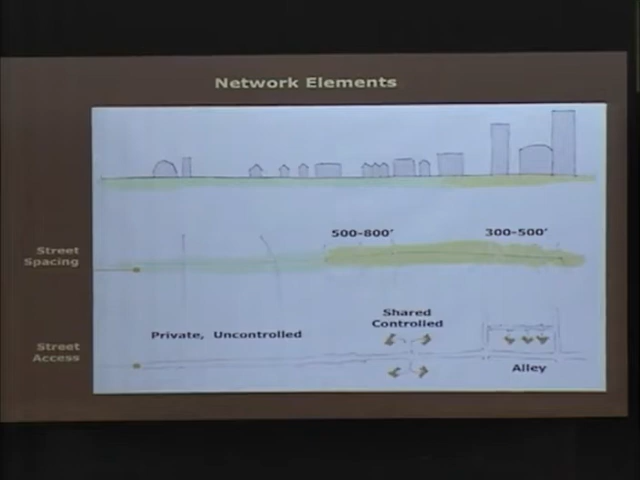 Network Elements
500-800'
300-500'
Street
Spacing
Shared
Controlled
Private, Uncontrolled
Street
Access
Alley